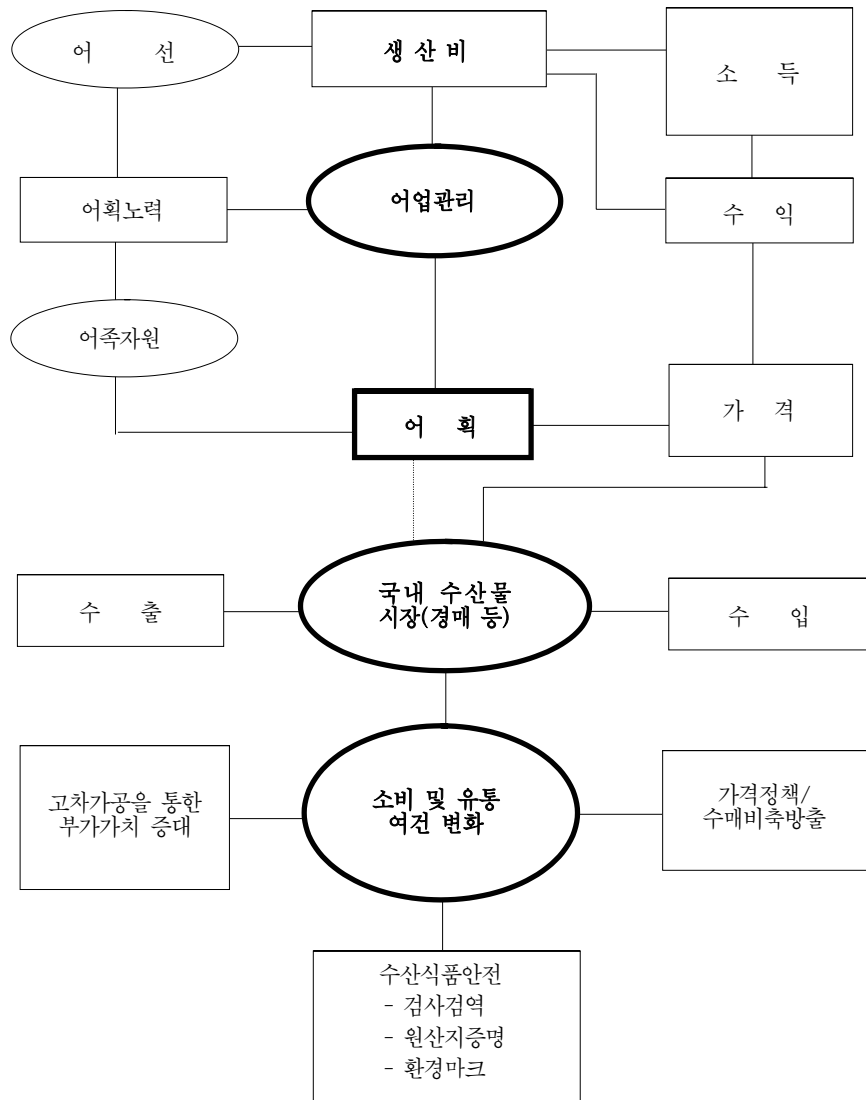 어 선
생 산 비
소 득
어획노력
어업관리
수 익
어족자원
어 획
가 격
국내 수산물
시장(경매 등)
수 출
수 입
고차가공을 통한
부가가치 증대
소비 및 유통
여건 변화
가격정책/
수매비축방출
수산식품안전
- 검사검역
- 원산지증명
- 환경마크